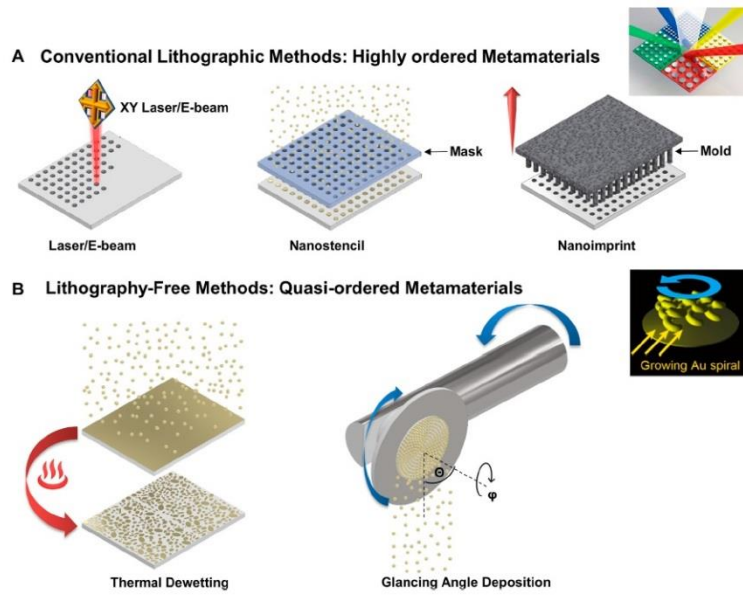 A Conventional Lithographic Methods: Highly ordered Metamaterials
XY Laser/E-beam
Mask
Mold
Laser/E-beam
Nanostencil
Nanoimprint
B Lithography-Free Methods: Quasi-ordered Metamaterials
Growing Au spiral
Θ
φ
Thermal Dewetting
Glancing Angle Deposition